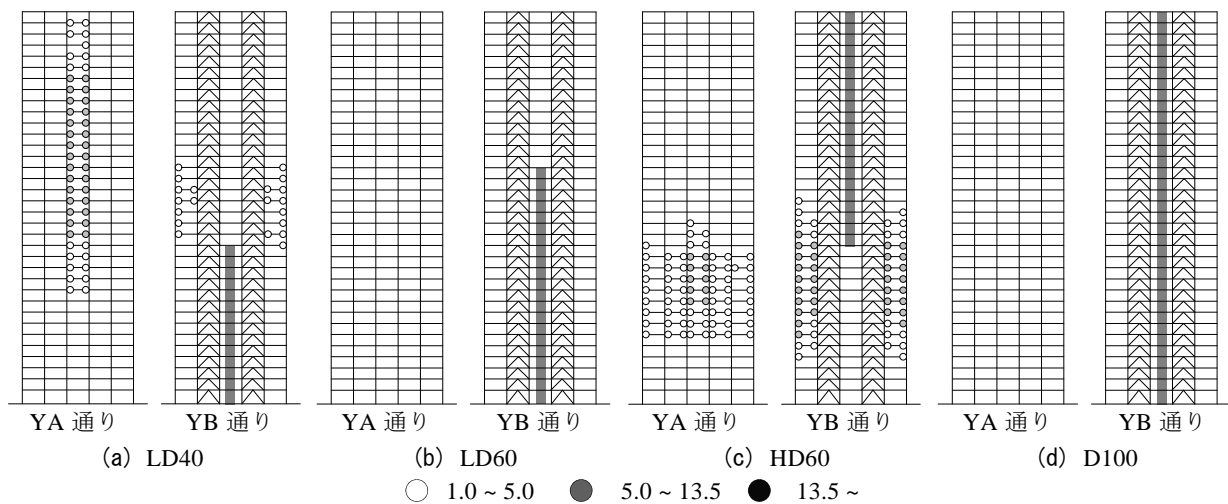 YA 通り YB 通り YA 通り YB 通り YA 通り YB 通り YA 通り YB 通り
(a) LD40 (b) LD60 (c) HD60 (d) D100
1.0 ~ 5.0 5.0 ~ 13.5 13.5 ~